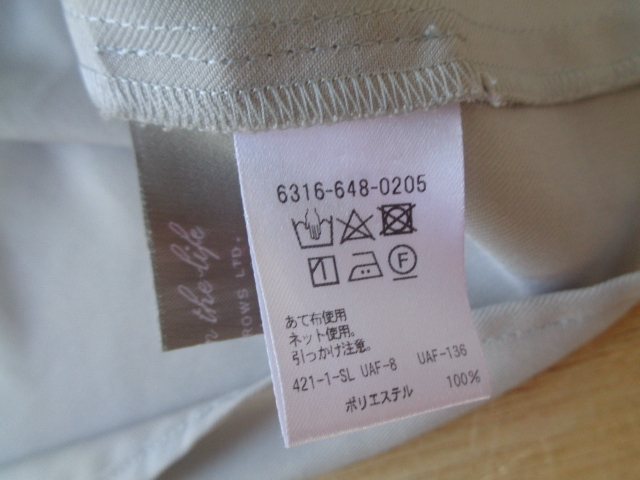 6316-648-0205
F
あて布使用
ネット使用。
引っかけ注意。
421-1-SL UAF-8 UAF-136
ポリエステル 100%
the life
ROWS LTD.